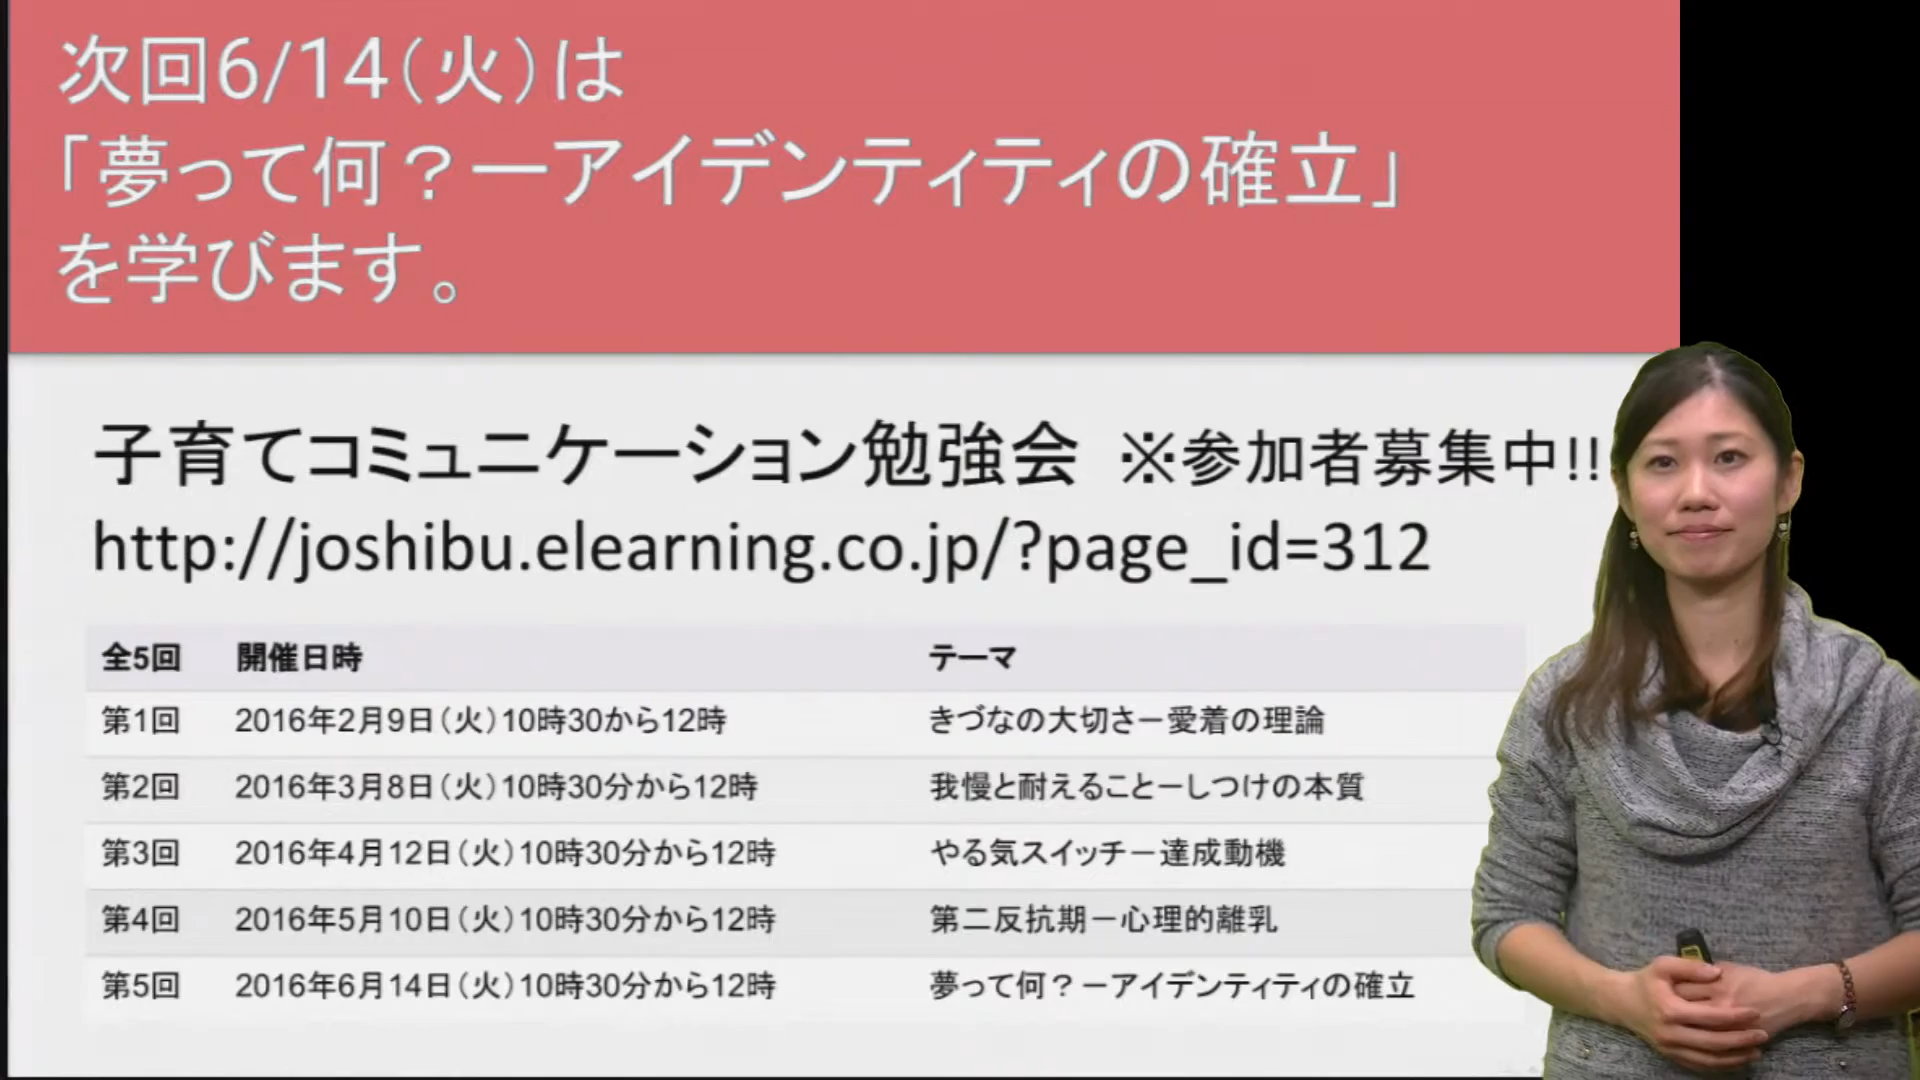 次回6/14（火）は
「夢って何？ーアイデンティティの確立」
を学びます。
子育てコミュニケーション勉強会 ※参加者募集中!!
http://joshibu.elearning.co.jp/?page_id=312
全5回 開催日時 テーマ
第1回 2016年2月9日（火）10時30から12時 きづなの大切さー愛着の理論
第2回 2016年3月8日（火）10時30分から12時 我慢と耐えることーしつけの本質
第3回 2016年4月12日（火）10時30分から12時 やる気スイッチー達成動機
第4回 2016年5月10日（火）10時30分から12時 第二反抗期ー心理的離乳
第5回 2016年6月14日（火）10時30分から12時 夢って何？ーアイデンティティの確立